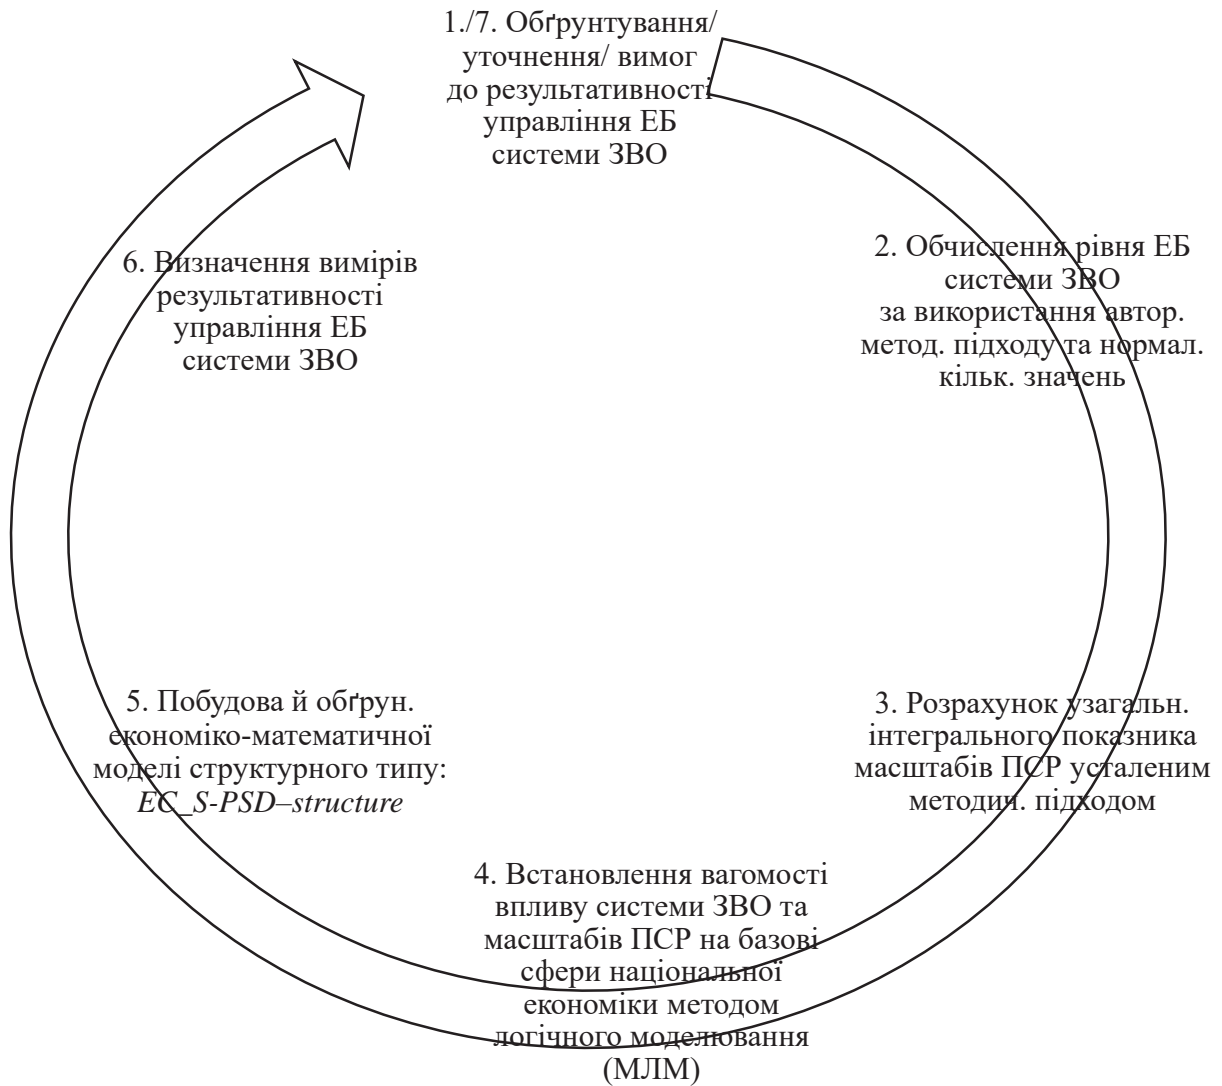 1./7. Обґрунтування/
уточнення/ вимог
до результативності
управління ЕБ
системи ЗВО
2. Обчислення рівня ЕБ
системи ЗВО
за використання автор.
метод. підходу та нормал.
кільк. значень
3. Розрахунок узагальн.
інтегрального показника
масштабів ПСР усталеним
методич. підходом
4. Встановлення вагомості
впливу системи ЗВО та
масштабів ПСР на базові
сфери національної
економіки методом
логічного моделювання
(МЛМ)
5. Побудова й обґрун.
економіко-математичної
моделі структурного типу:
EC_S-PSD–structure
6. Визначення вимірів
результативності
управління ЕБ
системи ЗВО